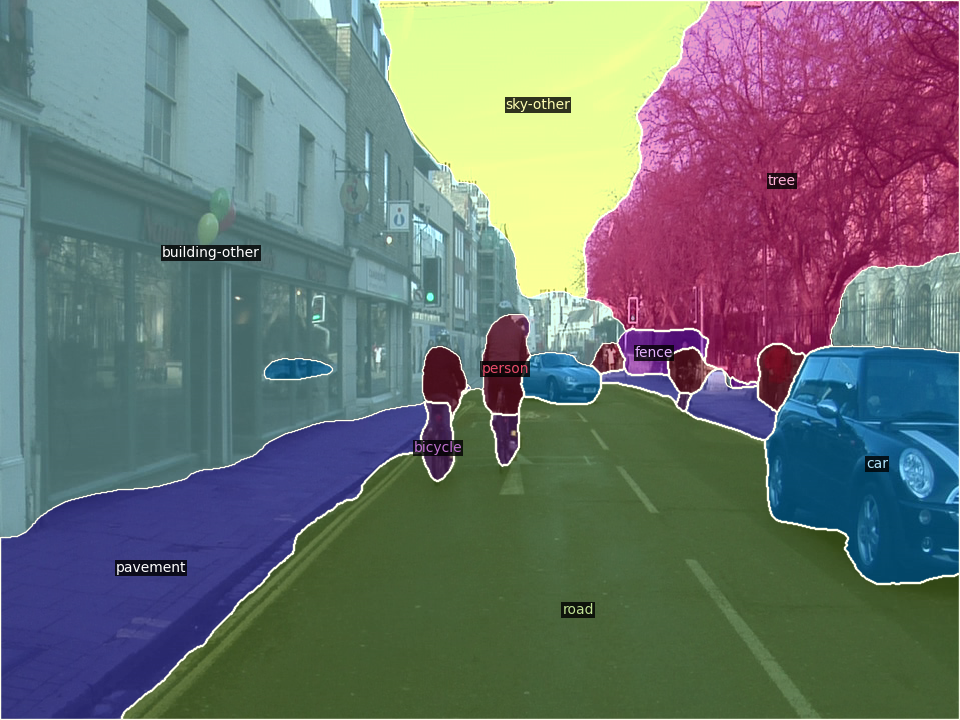 sky-other
tree
building-other
fence
person
bicycle
car
pavement
road